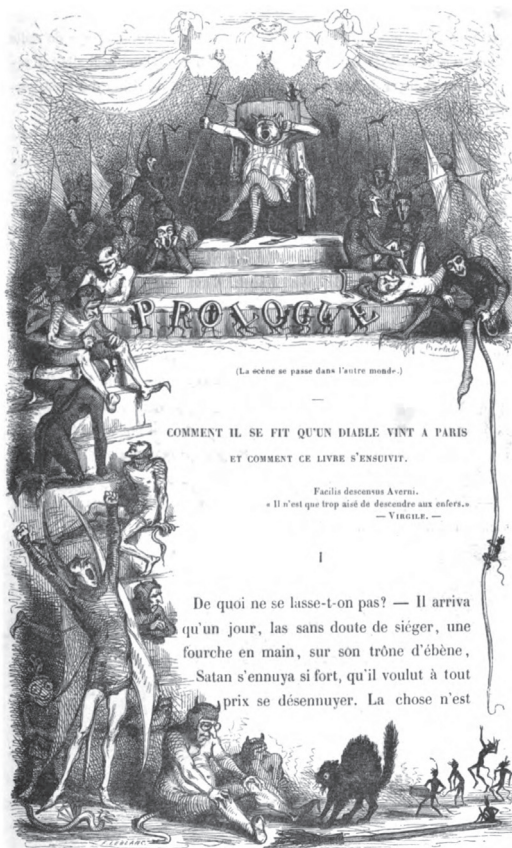 PROLOGUE
Bertall
(La scène se passe dans l'autre monde.)
COMMENT IL SE FIT QU'UN DIABLE VINT A PARIS
ET COMMENT CE LIVRE S'ENSUIVIT.
Facilis descensus Averni.
« Il n'est que trop aisé de descendre aux enfers.»
— VIRGILE. —
I
De quoi ne se lasse-t-on pas? — Il arriva
qu'un jour, las sans doute de siéger, une
fourche en main, sur son trône d'ébène,
Satan s'ennuya si fort, qu'il voulut à tout
prix se désennuyer. La chose n'est
LEBLANC